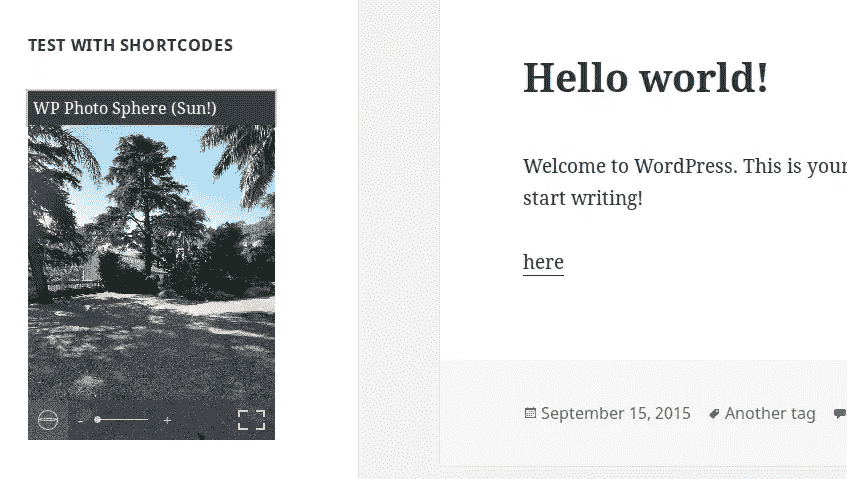 TEST WITH SHORTCODES
WP Photo Sphere (Sun!)
- +
Hello world!
Welcome to WordPress. This is your
start writing!
here
September 15, 2015 Another tag